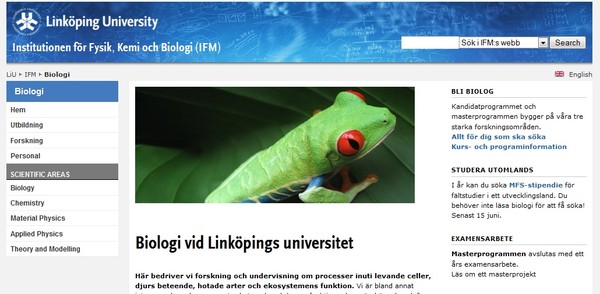 Linköping University
Institutionen för Fysik, Kemi och Biologi (IFM)
Sök i IFM:s webb
Search
LiU ▸ IFM ▸ Biologi
English
Biologi
Hem
Utbildning
Forskning
Personal
SCIENTIFIC AREAS
Biology
Chemistry
Material Physics
Applied Physics
Theory and Modelling
Biologi vid Linköpings universitet
Här bedriver vi forskning och undervisning om processer inuti levande celler,
djurs beteende, hotade arter och ekosystemens funktion. Vi är bland annat
BLI BIOLOG
Kandidatprogrammet och
masterprogrammen bygger på våra tre
starka forskningsområden.
Allt för dig som ska söka
Kurs- och programinformation
STUDERA UTOMLANDS
I år kan du söka MFS-stipendie för
fältstudier i ett utvecklingsland. Du
behöver inte läsa biologi för att få söka!
Senast 15 juni.
EXAMENSARBETE
Masterprogrammen avslutas med ett
års examensarbete.
Läs om ett masterprojekt